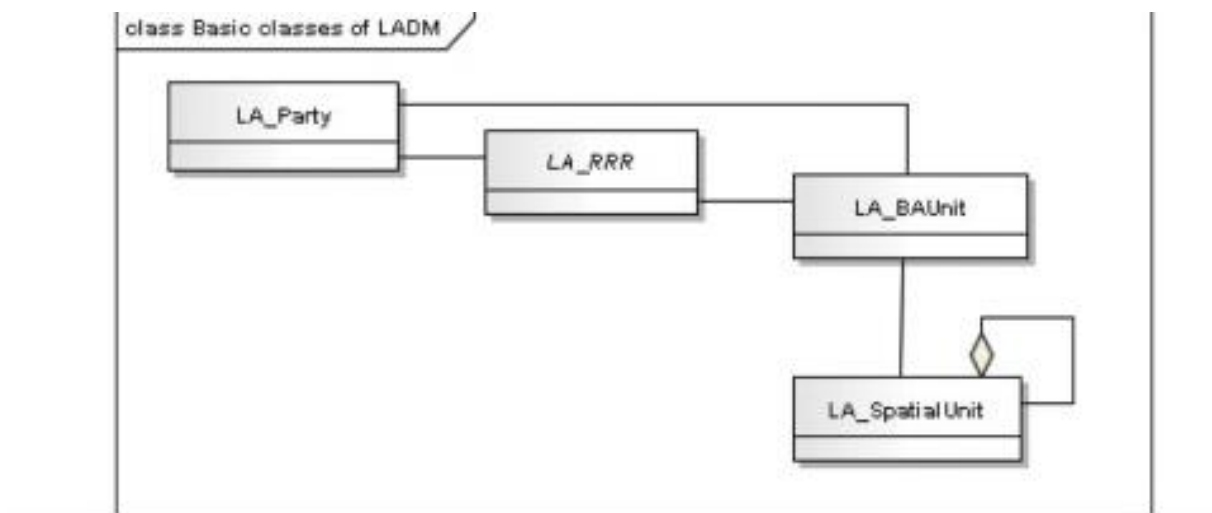 class Basic classes of LADM
LA_Party
LA_RRR
LA_BAUnit
LA_SpatialUnit